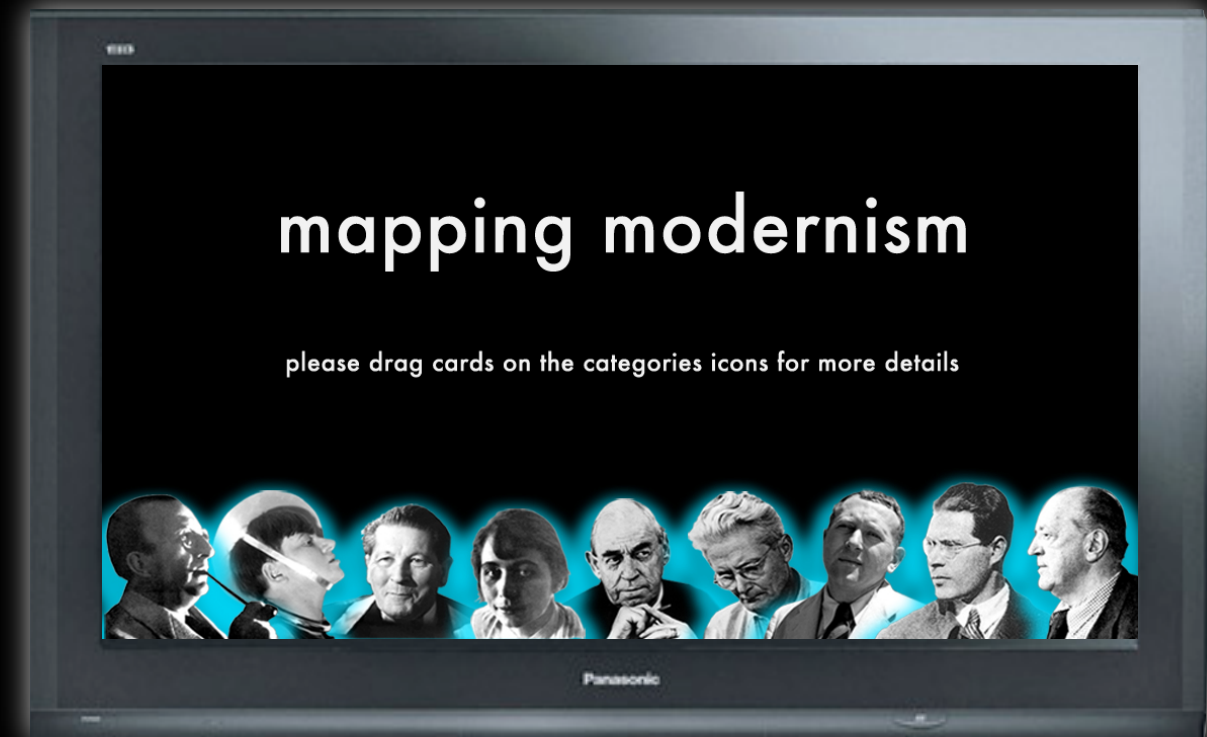 mapping modernism
please drag cards on the categories icons for more details
Panasonic